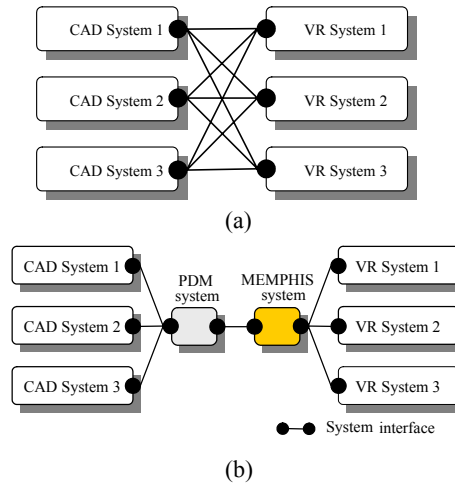 CAD System 1
VR System 1
CAD System 2
VR System 2
CAD System 3
VR System 3
(a)
CAD System 1
PDM
system
MEMPHIS
system
VR System 1
CAD System 2
VR System 2
CAD System 3
VR System 3
System interface
(b)